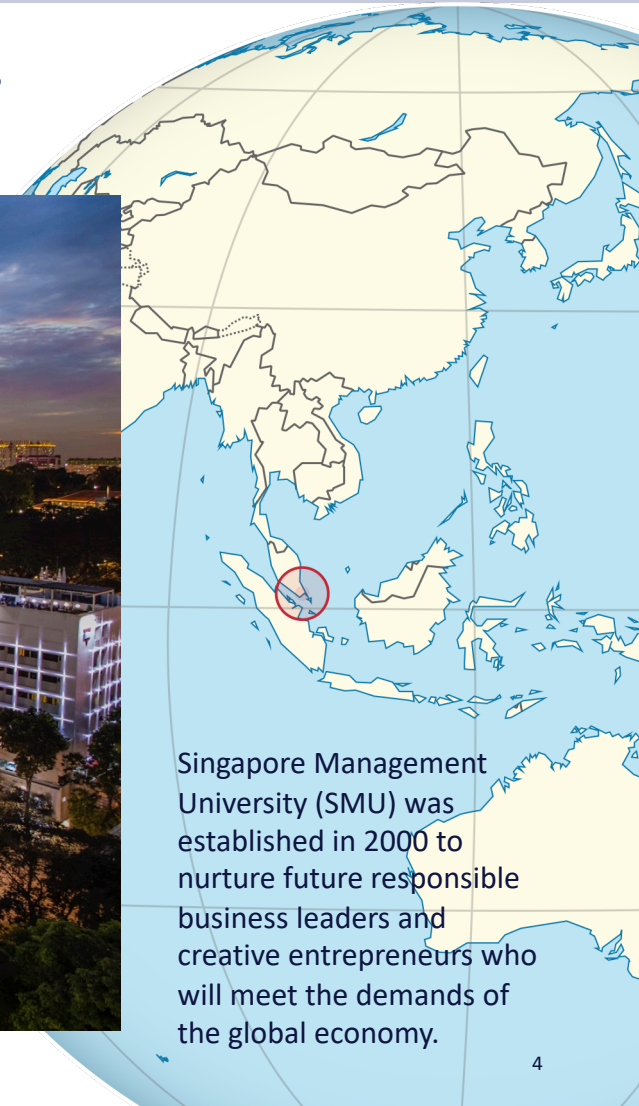 Singapore Management
University (SMU) was
established in 2000 to
nurture future responsible
business leaders and
creative entrepreneurs who
will meet the demands of
the global economy.
4